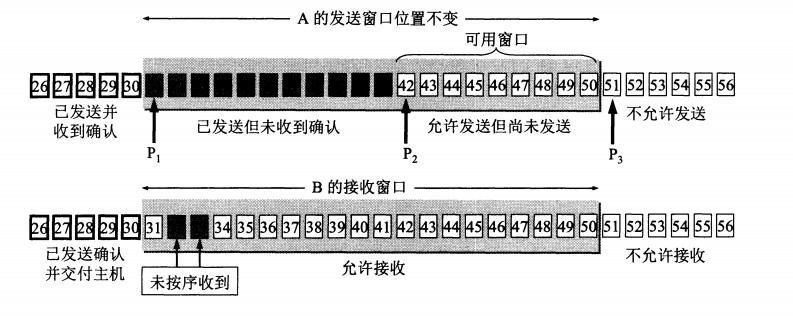 A 的发送窗口位置不变
可用窗口
26 27 28 29 30 42 43 44 45 46 47 48 49 50 51 52 53 54 55 56
已发送并
收到确认
已发送但未收到确认
允许发送但尚未发送
不允许发送
P1 P2 P3
B 的接收窗口
26 27 28 29 30 31 34 35 36 37 38 39 40 41 42 43 44 45 46 47 48 49 50 51 52 53 54 55 56
已发送确认
并交付主机
未按序收到
允许接收
不允许接收